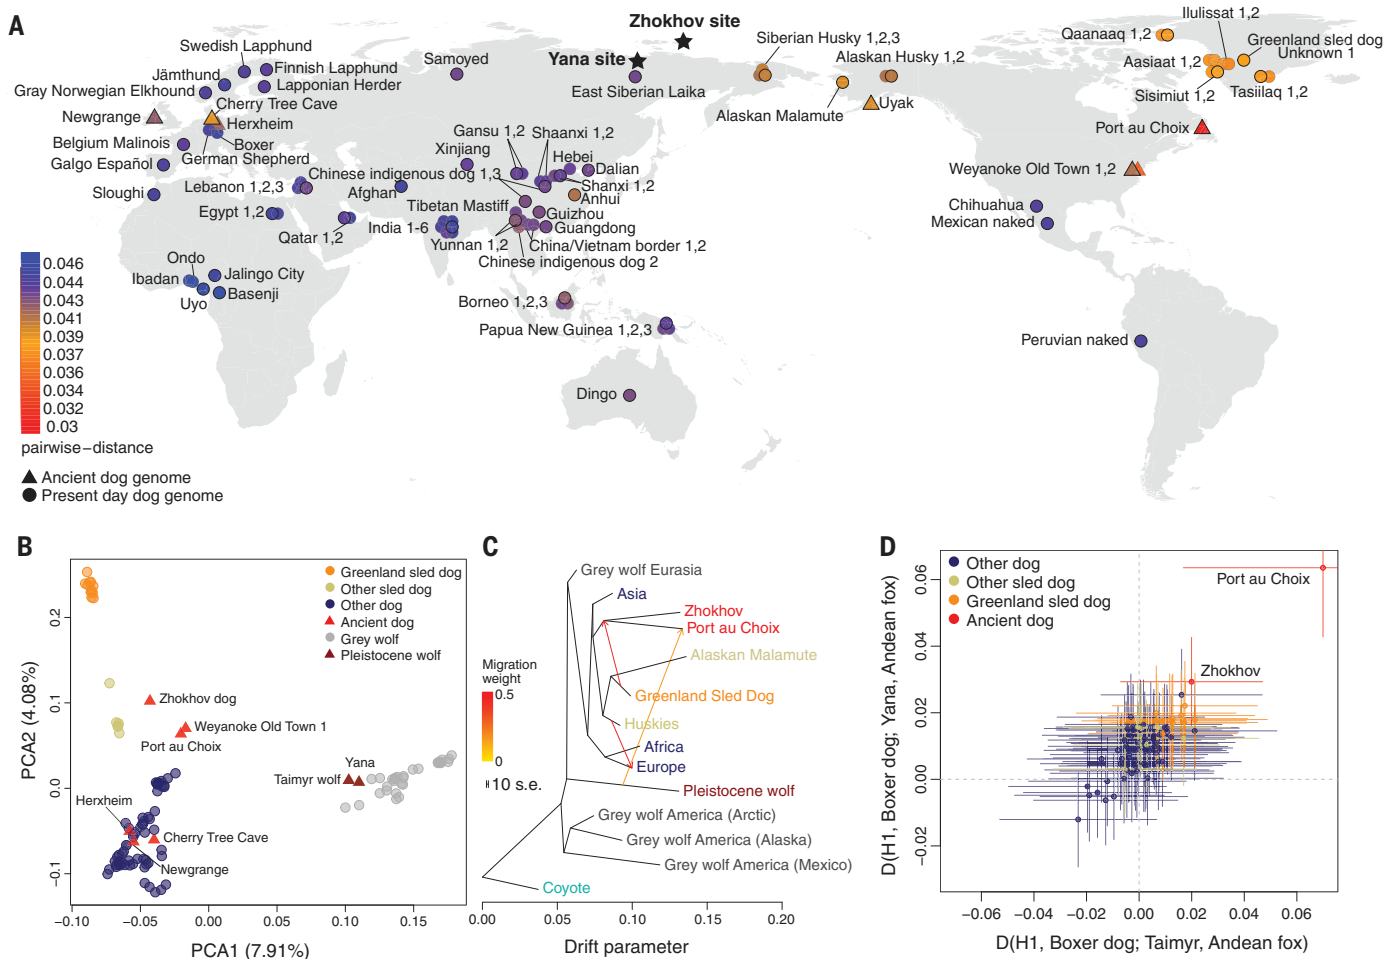 A
Zhokhov site
Yana site
Swedish Lapphund
Finnish Lapphund
Jämthund
Lapponian Herder
Gray Norwegian Elkhound
Cherry Tree Cave
Newgrange
Herxheim
Boxer
Belgium Malinois
German Shepherd
Galgo Español
Sloughi
Lebanon 1,2,3
Egypt 1,2
Qatar 1,2
Ondo
Ibadan
Jalingo City
Uyo
Basenji
Samoyed
East Siberian Laika
Gansu 1,2
Shaanxi 1,2
Xinjiang
Hebei
Dalian
Chinese indigenous dog 1,3
Shanxi 1,2
Afghan
Anhui
Tibetan Mastiff
Guizhou
India 1-6
Guangdong
Yunnan 1,2
China/Vietnam border 1,2
Chinese indigenous dog 2
Borneo 1,2,3
Papua New Guinea 1,2,3
Dingo
Siberian Husky 1,2,3
Alaskan Husky 1,2
Alaskan Malamute
Uyak
Ilulissat 1,2
Qaanaaq 1,2
Greenland sled dog
Unknown 1
Aasiaat 1,2
Sisimiut 1,2
Tasiilaq 1,2
Port au Choix
Weyanoke Old Town 1,2
Chihuahua
Mexican naked
Peruvian naked
0.046
0.044
0.043
0.041
0.039
0.037
0.036
0.034
0.032
0.03
pairwise-distance
Ancient dog genome
Present day dog genome
B
Greenland sled dog
Other sled dog
Other dog
Ancient dog
Grey wolf
Pleistocene wolf
Zhokhov dog
Weyanoke Old Town 1
Port au Choix
Yana
Taimyr wolf
Herxheim
Cherry Tree Cave
Newgrange
PCA2 (4.08%)
0.2
0.1
0.0
-0.1
-0.10
-0.05
0.00
0.05
0.10
0.15
PCA1 (7.91%)
C
Grey wolf Eurasia
Asia
Zhokhov
Port au Choix
Alaskan Malamute
Greenland Sled Dog
Huskies
Africa
Europe
Pleistocene wolf
Grey wolf America (Arctic)
Grey wolf America (Alaska)
Grey wolf America (Mexico)
Coyote
Migration
weight
0.5
0
10 s.e.
0.00
0.05
0.10
0.15
0.20
Drift parameter
D
Other dog
Other sled dog
Greenland sled dog
Ancient dog
Port au Choix
Zhokhov
D(H1, Boxer dog; Yana, Andean fox)
0.06
0.04
0.02
0.00
-0.02
-0.06
-0.04
-0.02
0.00
0.02
0.04
0.06
D(H1, Boxer dog; Taimyr, Andean fox)